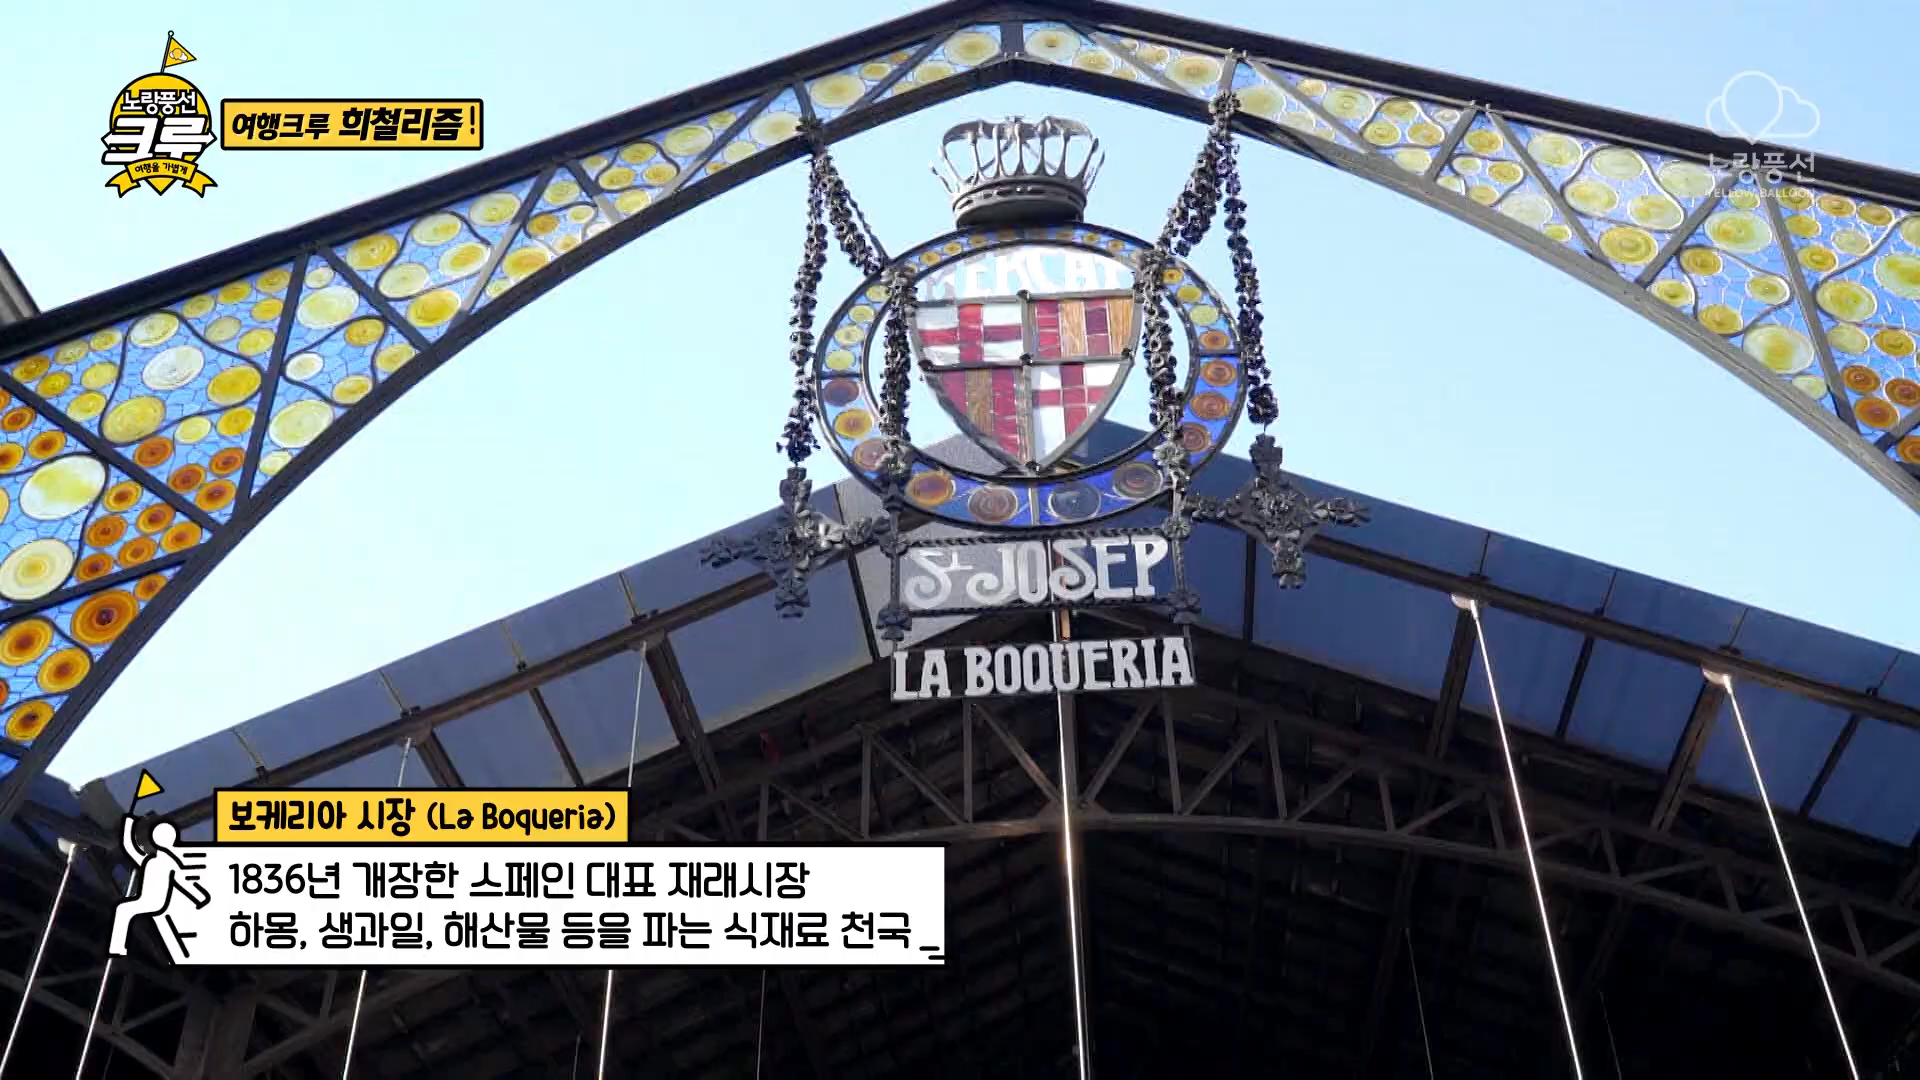 노랑풍선
크루
여행을 가볍게
여행크루 희철리즘!
노랑풍선
YELLOW BALLOON
MERCAT
St JOSEP
LA BOQUERIA
보케리아 시장 (La Boqueria)
1836년 개장한 스페인 대표 재래시장
하몽, 생과일, 해산물 등을 파는 식재료 천국